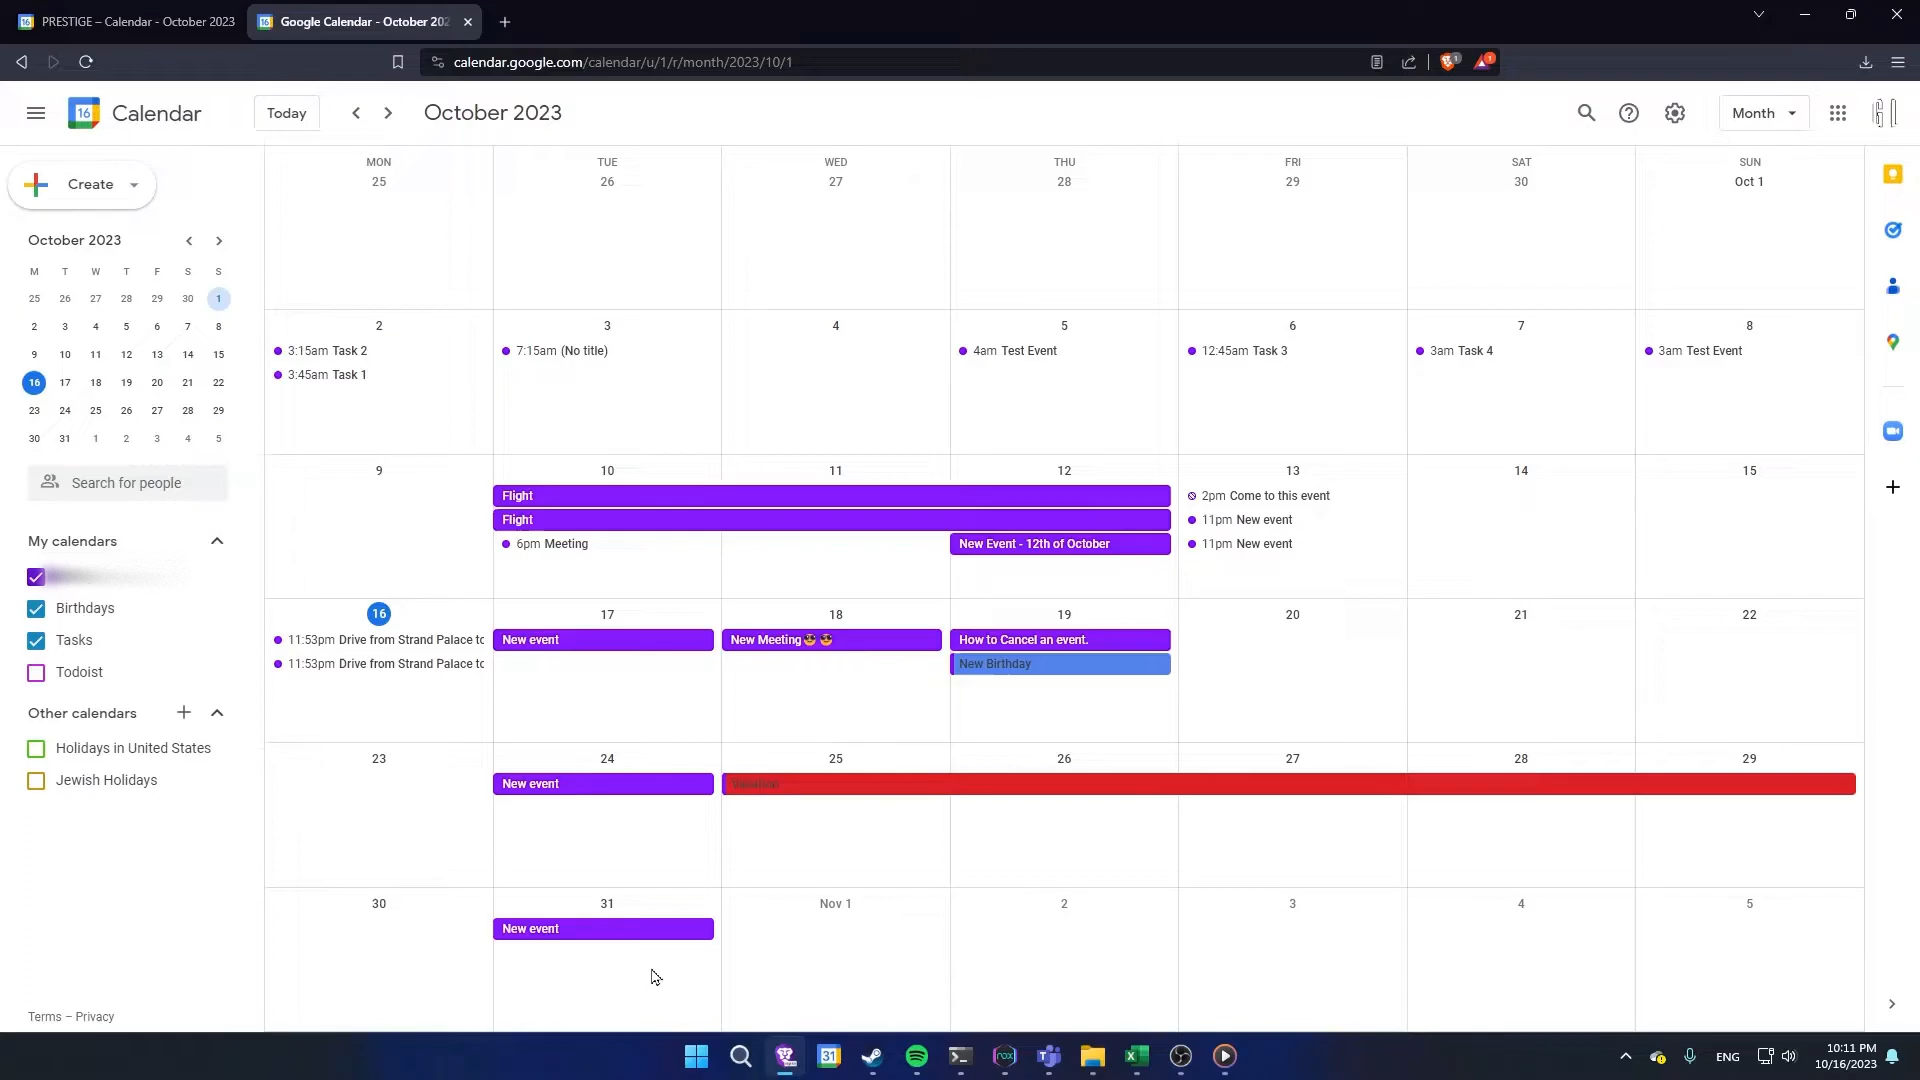 PRESTIGE – Calendar - October 2023
Google Calendar - October 202
calendar.google.com/calendar/u/1/r/month/2023/10/1
1
1
16
Calendar
Today
October 2023
Month
Create
October 2023
M T W T F S S
25 26 27 28 29 30 1
2 3 4 5 6 7 8
9 10 11 12 13 14 15
16 17 18 19 20 21 22
23 24 25 26 27 28 29
30 31 1 2 3 4 5
Search for people
My calendars
Birthdays
Tasks
Todoist
Other calendars
Holidays in United States
Jewish Holidays
Terms – Privacy
MON TUE WED THU FRI SAT SUN
25 26 27 28 29 30 Oct 1
2 3 4 5 6 7 8
3:15am Task 2
3:45am Task 1
7:15am (No title)
4am Test Event
12:45am Task 3
3am Task 4
3am Test Event
9 10 11 12 13 14 15
Flight
Flight
6pm Meeting
New Event - 12th of October
2pm Come to this event
11pm New event
11pm New event
16 17 18 19 20 21 22
11:53pm Drive from Strand Palace to
11:53pm Drive from Strand Palace to
New event
New Meeting😎😎
How to Cancel an event.
New Birthday
23 24 25 26 27 28 29
New event
Vacation
30 31 Nov 1 2 3 4 5
New event
31
ENG
10:11 PM
10/16/2023